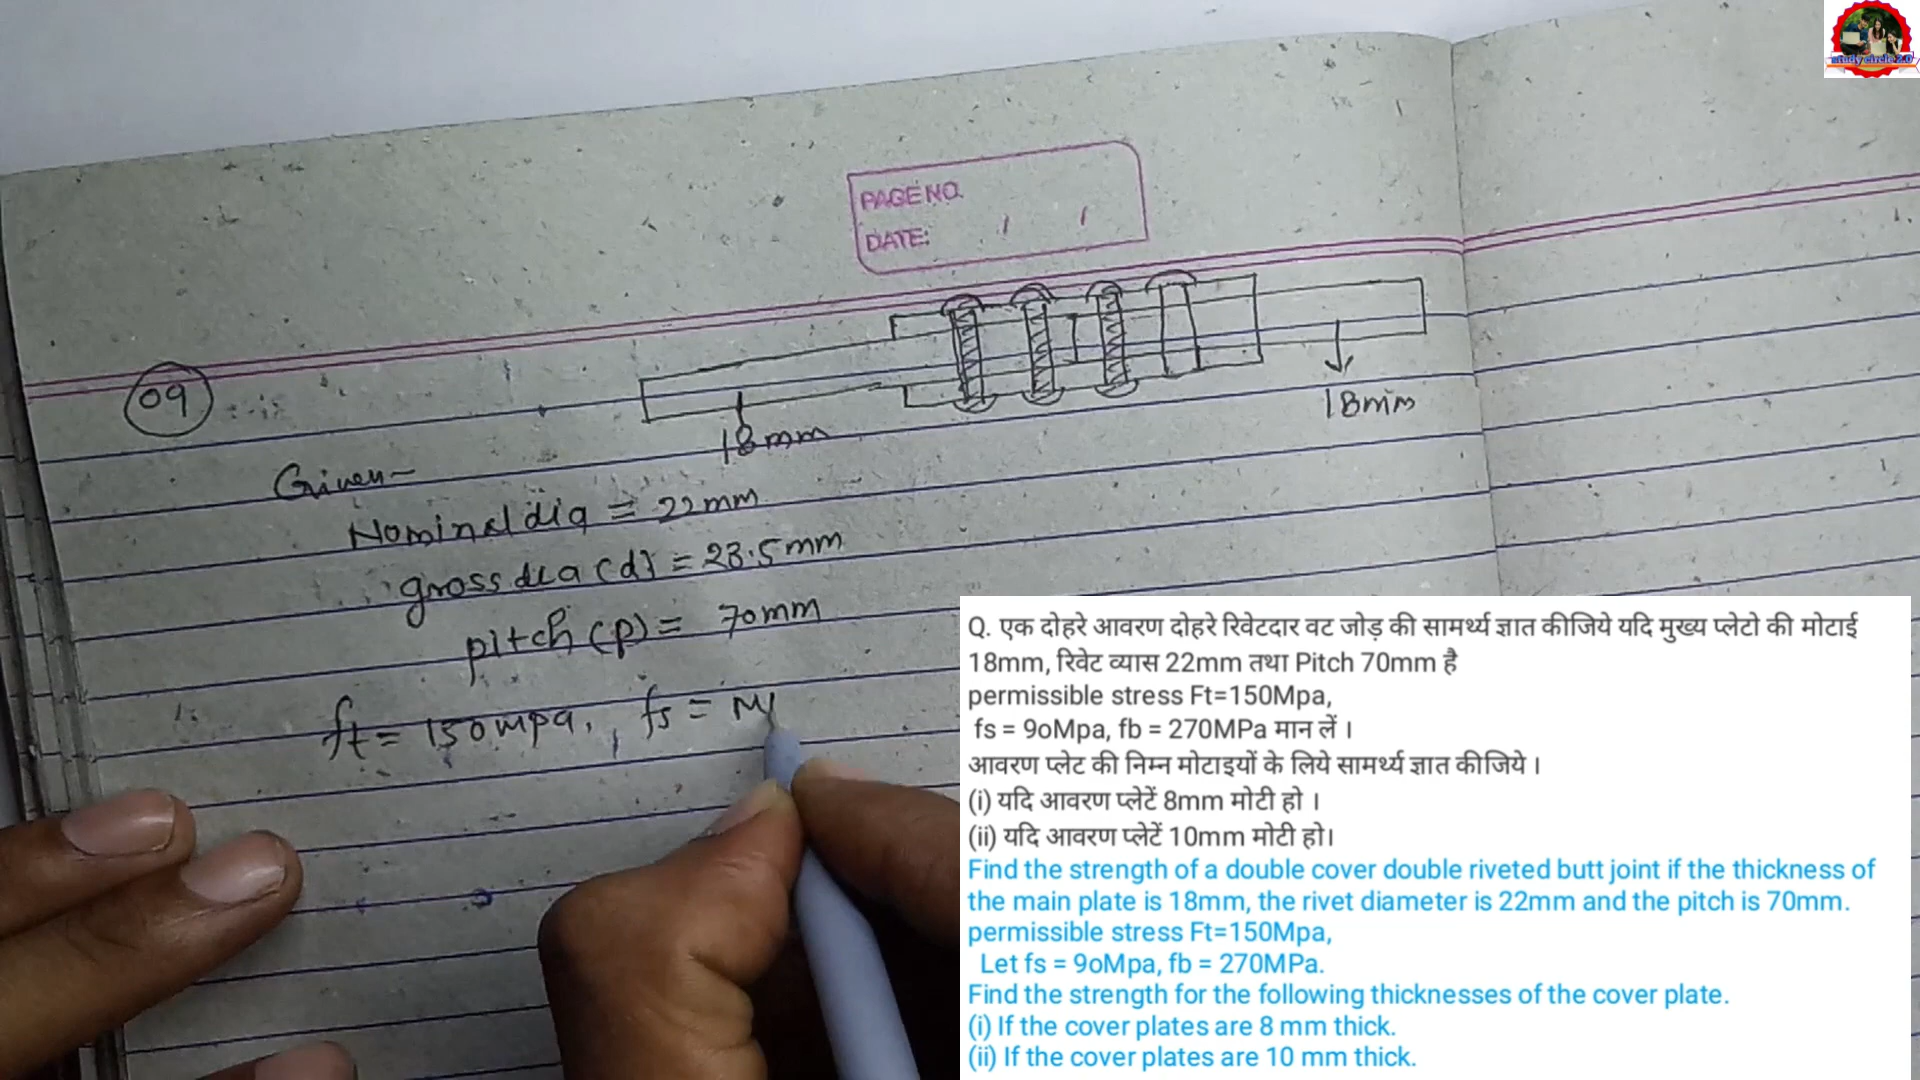 study circle 2.0
PAGE NO.
DATE: / /
09
18mm
18mm
Given-
Nominal dia = 22mm
gross dia (d) = 23.5mm
pitch (p) = 70mm
ft = 150mpa, fs =
Q. एक दोहरे आवरण दोहरे रिवेटदार वट जोड़ की सामर्थ्य ज्ञात कीजिये यदि मुख्य प्लेटो की मोटाई
18mm, रिवेट व्यास 22mm तथा Pitch 70mm है
permissible stress Ft=150Mpa,
fs = 9oMpa, fb = 270MPa मान लें ।
आवरण प्लेट की निम्न मोटाइयों के लिये सामर्थ्य ज्ञात कीजिये ।
(i) यदि आवरण प्लेटें 8mm मोटी हो ।
(ii) यदि आवरण प्लेटें 10mm मोटी हो।
Find the strength of a double cover double riveted butt joint if the thickness of
the main plate is 18mm, the rivet diameter is 22mm and the pitch is 70mm.
permissible stress Ft=150Mpa,
Let fs = 9oMpa, fb = 270MPa.
Find the strength for the following thicknesses of the cover plate.
(i) If the cover plates are 8 mm thick.
(ii) If the cover plates are 10 mm thick.